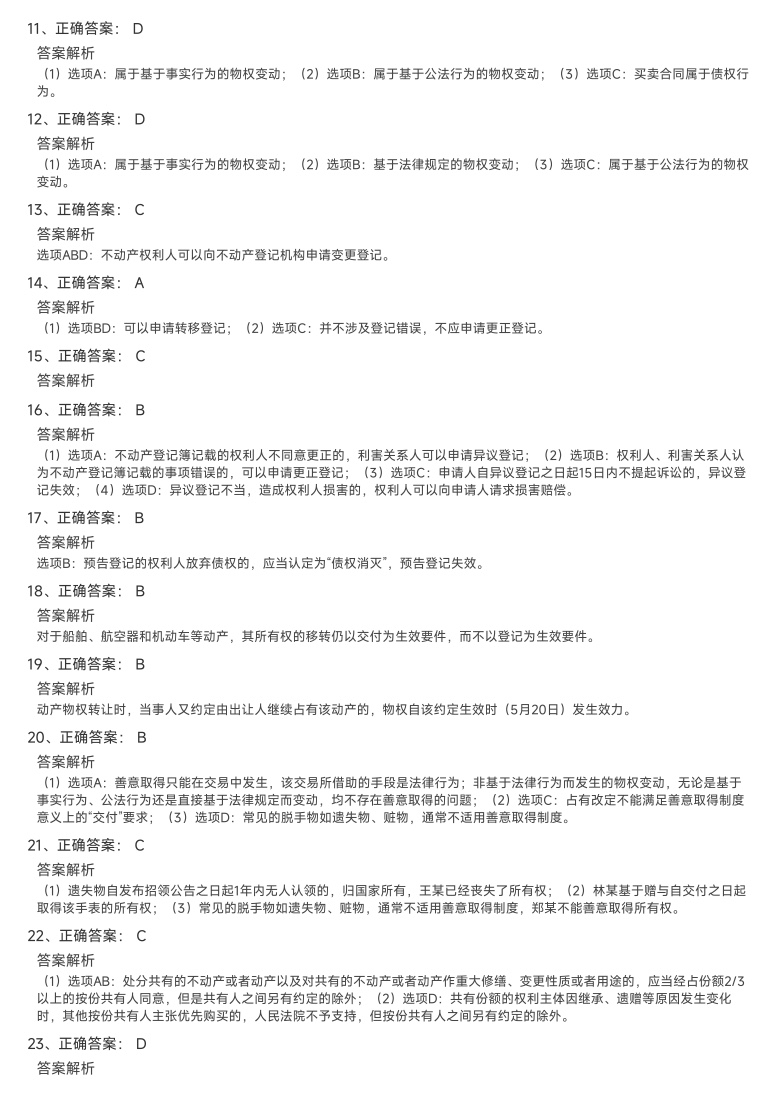 11、正确答案： D
答案解析
（1）选项A：属于基于事实行为的物权变动；（2）选项B：属于基于公法行为的物权变动；（3）选项C：买卖合同属于债权行
为。
12、正确答案： D
答案解析
（1）选项A：属于基于事实行为的物权变动；（2）选项B：基于法律规定的物权变动；（3）选项C：属于基于公法行为的物权
变动。
13、正确答案： C
答案解析
选项ABD：不动产权利人可以向不动产登记机构申请变更登记。
14、正确答案： A
答案解析
（1）选项BD：可以申请转移登记；（2）选项C：并不涉及登记错误，不应申请更正登记。
15、正确答案： C
答案解析
16、正确答案： B
答案解析
（1）选项A：不动产登记簿记载的权利人不同意更正的，利害关系人可以申请异议登记；（2）选项B：权利人、利害关系人认
为不动产登记簿记载的事项错误的，可以申请更正登记；（3）选项C：申请人自异议登记之日起15日内不提起诉讼的，异议登
记失效；（4）选项D：异议登记不当，造成权利人损害的，权利人可以向申请人请求损害赔偿。
17、正确答案： B
答案解析
选项B：预告登记的权利人放弃债权的，应当认定为“债权消灭”，预告登记失效。
18、正确答案： B
答案解析
对于船舶、航空器和机动车等动产，其所有权的移转仍以交付为生效要件，而不以登记为生效要件。
19、正确答案： B
答案解析
动产物权转让时，当事人又约定由出让人继续占有该动产的，物权自该约定生效时（5月20日）发生效力。
20、正确答案： B
答案解析
（1）选项A：善意取得只能在交易中发生，该交易所借助的手段是法律行为；非基于法律行为而发生的物权变动，无论是基于
事实行为、公法行为还是直接基于法律规定而变动，均不存在善意取得的问题；（2）选项C：占有改定不能满足善意取得制度
意义上的“交付”要求；（3）选项D：常见的脱手物如遗失物、赃物，通常不适用善意取得制度。
21、正确答案： C
答案解析
（1）遗失物自发布招领公告之日起1年内无人认领的，归国家所有，王某已经丧失了所有权；（2）林某基于赠与自交付之日起
取得该手表的所有权；（3）常见的脱手物如遗失物、赃物，通常不适用善意取得制度，郑某不能善意取得所有权。
22、正确答案： C
答案解析
（1）选项AB：处分共有的不动产或者动产以及对共有的不动产或者动产作重大修缮、变更性质或者用途的，应当经占份额2/3
以上的按份共有人同意，但是共有人之间另有约定的除外；（2）选项D：共有份额的权利主体因继承、遗赠等原因发生变化
时，其他按份共有人主张优先购买的，人民法院不予支持，但按份共有人之间另有约定的除外。
23、正确答案： D
答案解析